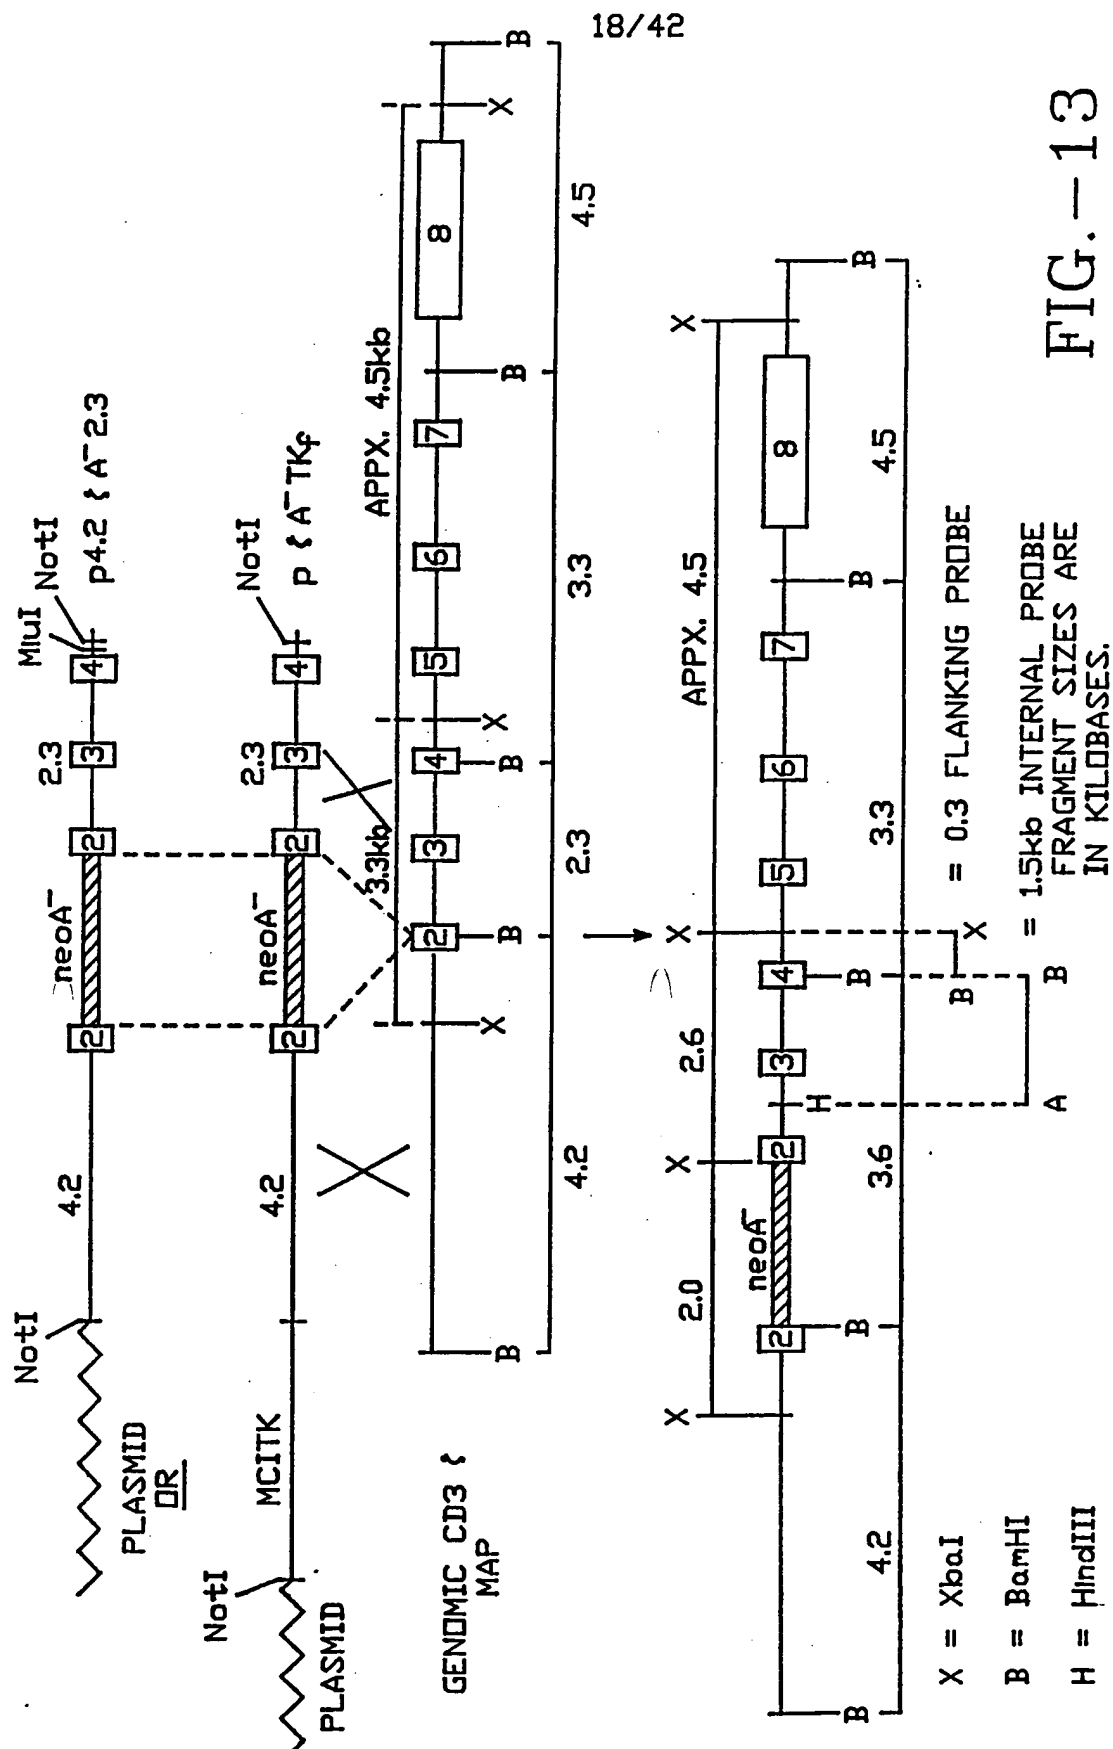 18/42
NotI
MluI
NotI
2
neoA⁻
2
3
4
4.2
2.3
p4.2 ξ A⁻2.3
PLASMID
OR
NotI
MCITK
NotI
2
neoA⁻
2
3
4
4.2
2.3
p ξ A⁻TKf
PLASMID
3.3kb
APPX. 4.5kb
GENOMIC CD3 ξ
MAP
2
3
4
5
6
7
8
B
X
B
B
X
B
X
B
4.2
2.3
3.3
4.5
X
2.0
X
2.6
X
APPX. 4.5
X
2
neoA⁻
2
3
4
5
6
7
8
B
B
H
B
B
B
4.2
3.6
3.3
4.5
B
X
= 0.3 FLANKING PROBE
A
B
= 1.5kb INTERNAL PROBE
FRAGMENT SIZES ARE
IN KILOBASES.
X = XbaI
B = BamHI
H = HindIII
FIG.-13